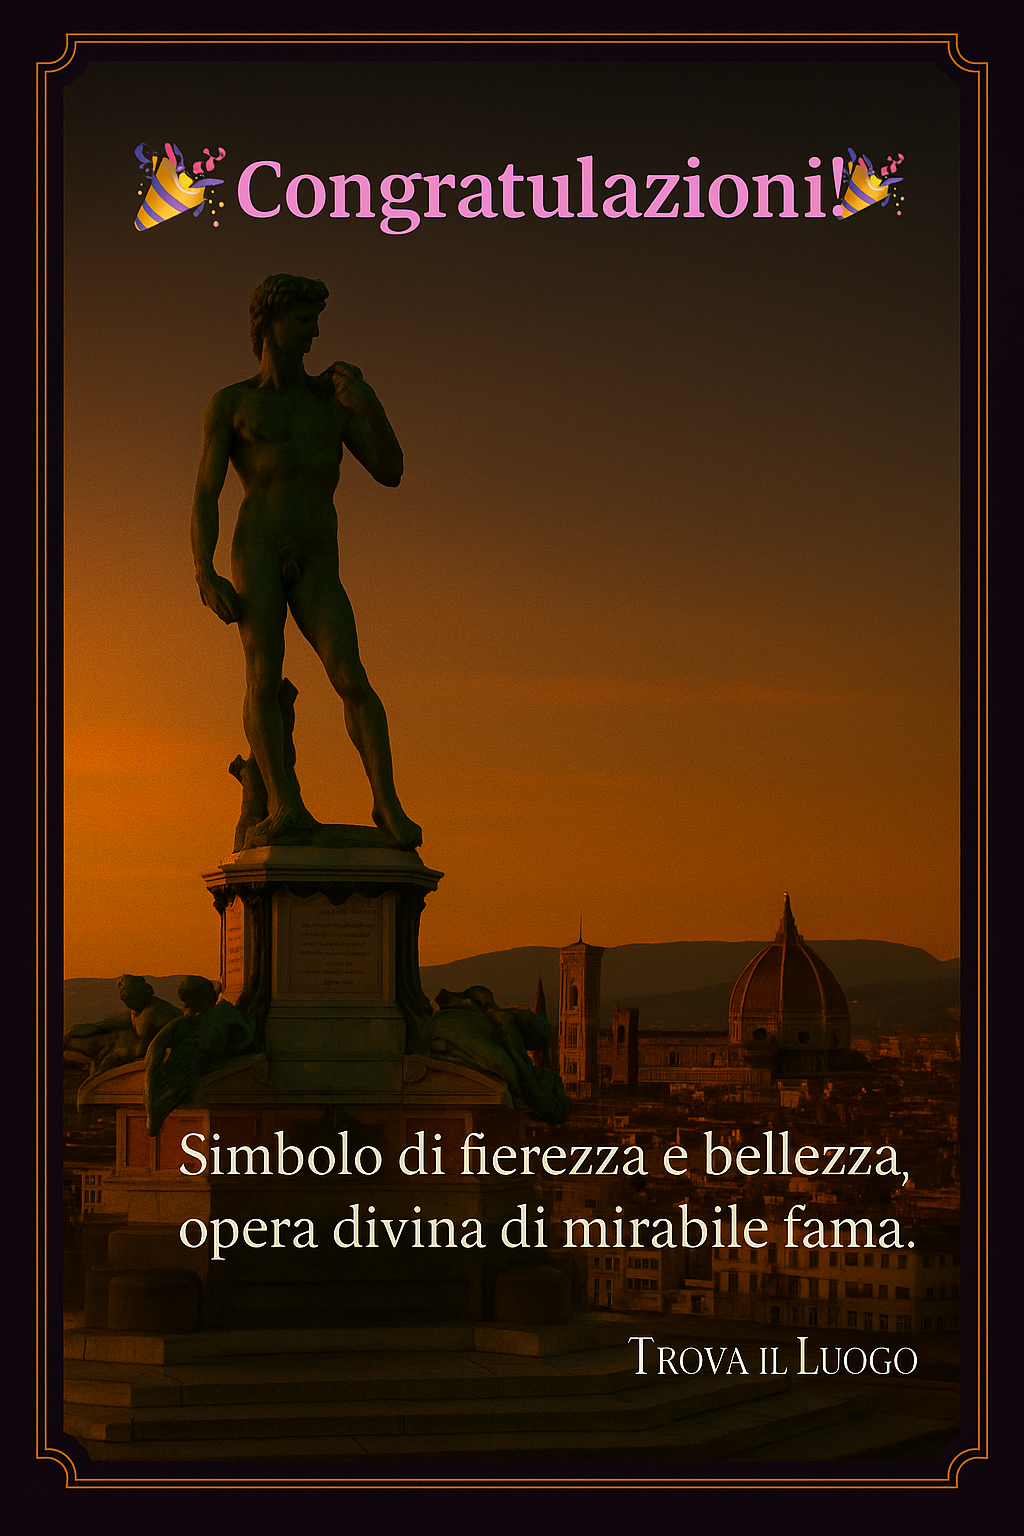 🎉Congratulazioni!🎉
Simbolo di fierezza e bellezza,
opera divina di mirabile fama.
Trova il Luogo